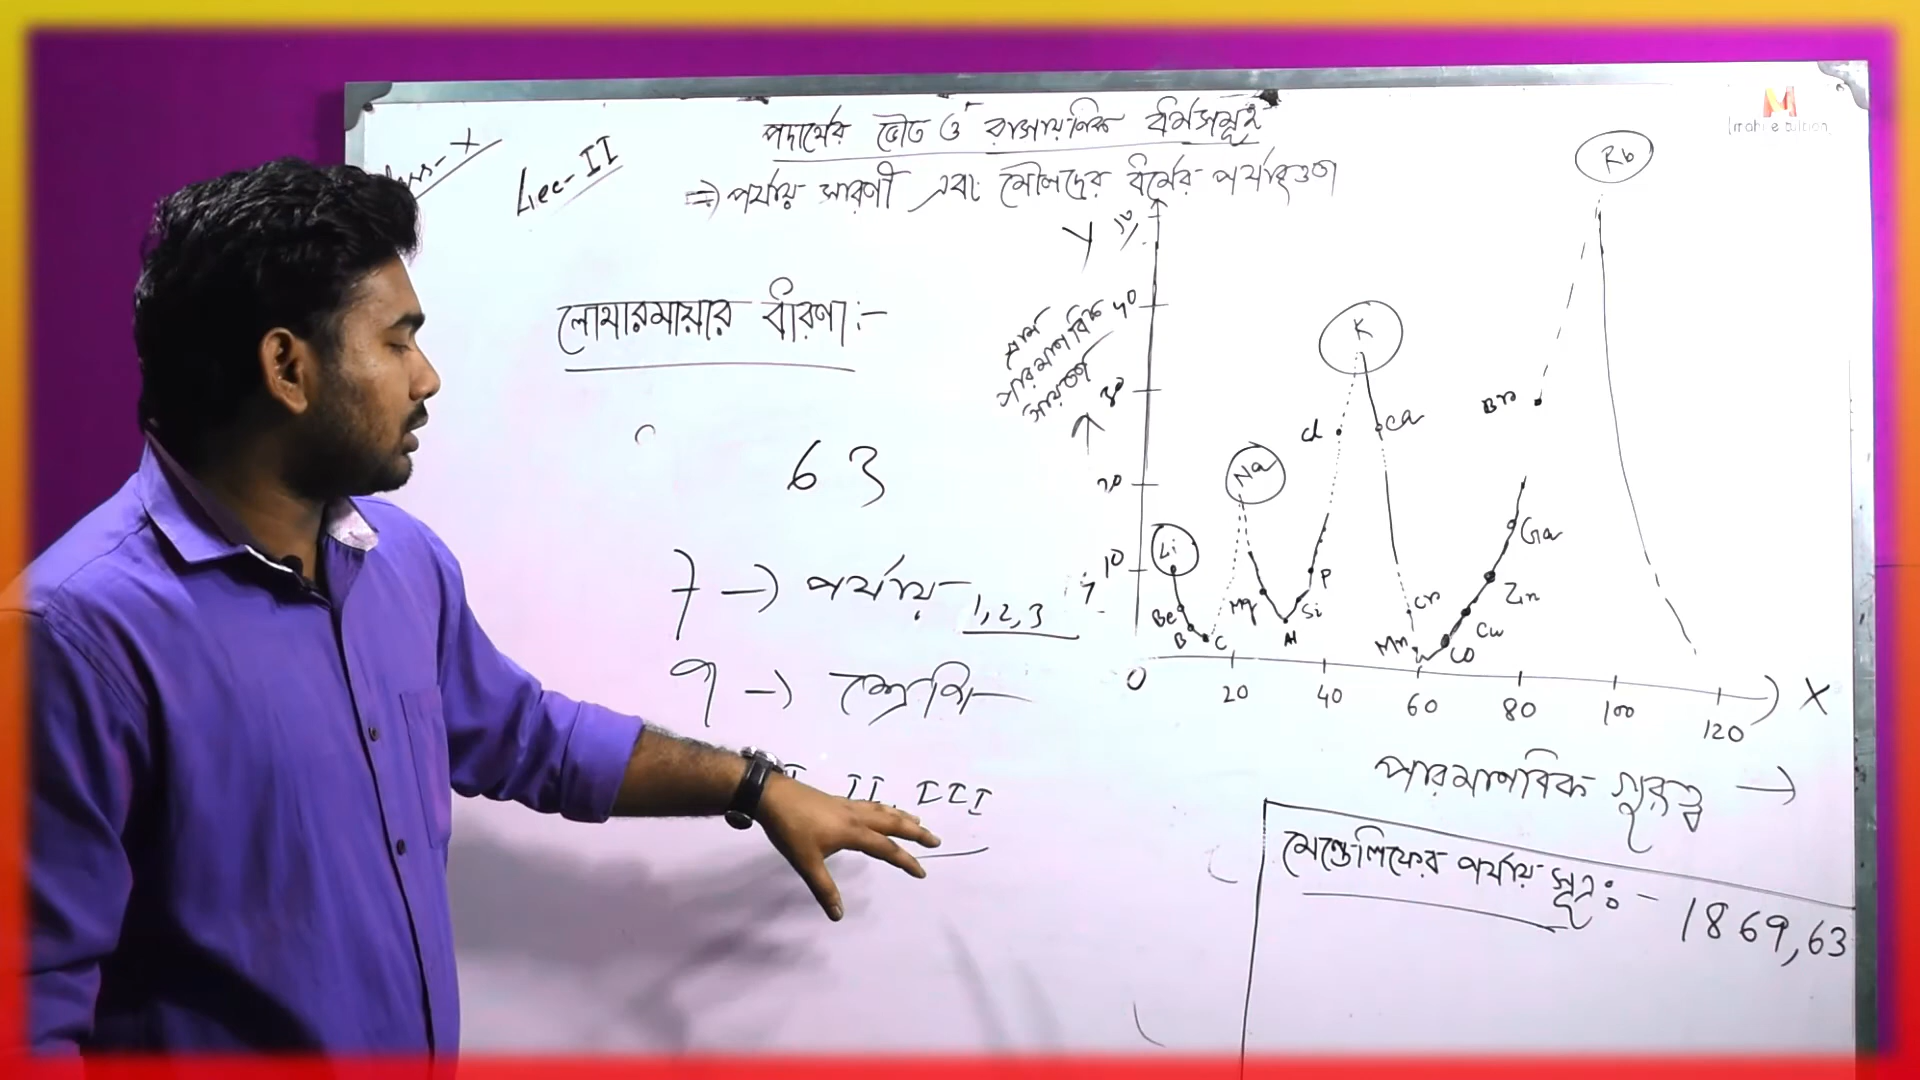 পদার্থের ভৌত ও রাসায়নিক ধর্মসমূহ
Lec-II
⇒ পর্যায় সারণী এবং মৌলদের ধর্মের পর্যাবৃত্ততা
লোথারমায়ার ধারণা:-
63
7 → পর্যায় 1, 2, 3
৭ → শ্রেণি
II, III
Y
40
30
20
10
0
20
40
60
80
100
120
X
Li
Be
B
C
Na
Mg
Al
Si
P
Cl
K
Ca
Cr
Mn
Co
Cu
Zn
Ga
Br
Rb
পারমাণবিক গুরুত্ব →
মেন্ডেলিফের পর্যায় সূত্র:- 1869, 63